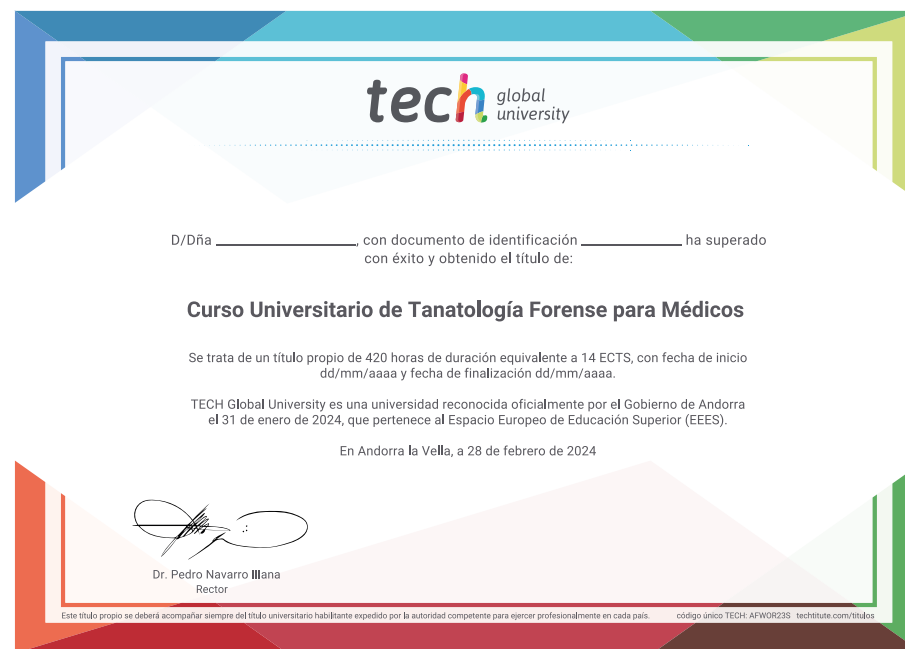 tech global university
D/Dña ____________________, con documento de identificación ______________ ha superado
con éxito y obtenido el título de:
Curso Universitario de Tanatología Forense para Médicos
Se trata de un título propio de 420 horas de duración equivalente a 14 ECTS, con fecha de inicio
dd/mm/aaaa y fecha de finalización dd/mm/aaaa.
TECH Global University es una universidad reconocida oficialmente por el Gobierno de Andorra
el 31 de enero de 2024, que pertenece al Espacio Europeo de Educación Superior (EEES).
En Andorra la Vella, a 28 de febrero de 2024
Dr. Pedro Navarro Illana
Rector
Este título propio se deberá acompañar siempre del título universitario habilitante expedido por la autoridad competente para ejercer profesionalmente en cada país. código único TECH: AFWOR23S techtitute.com/titulos